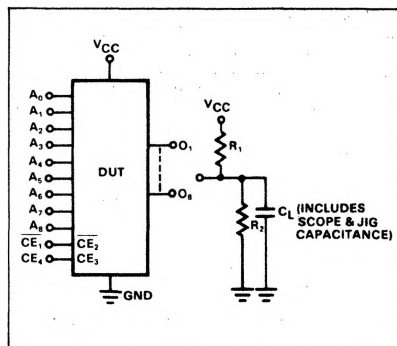 VCC
A0
A1
A2
A3
A4
A5
A6
A7
A8
CE1
CE4
DUT
CE2
CE3
O1
O8
GND
VCC
R1
R2
CL (INCLUDES
SCOPE & JIG
CAPACITANCE)